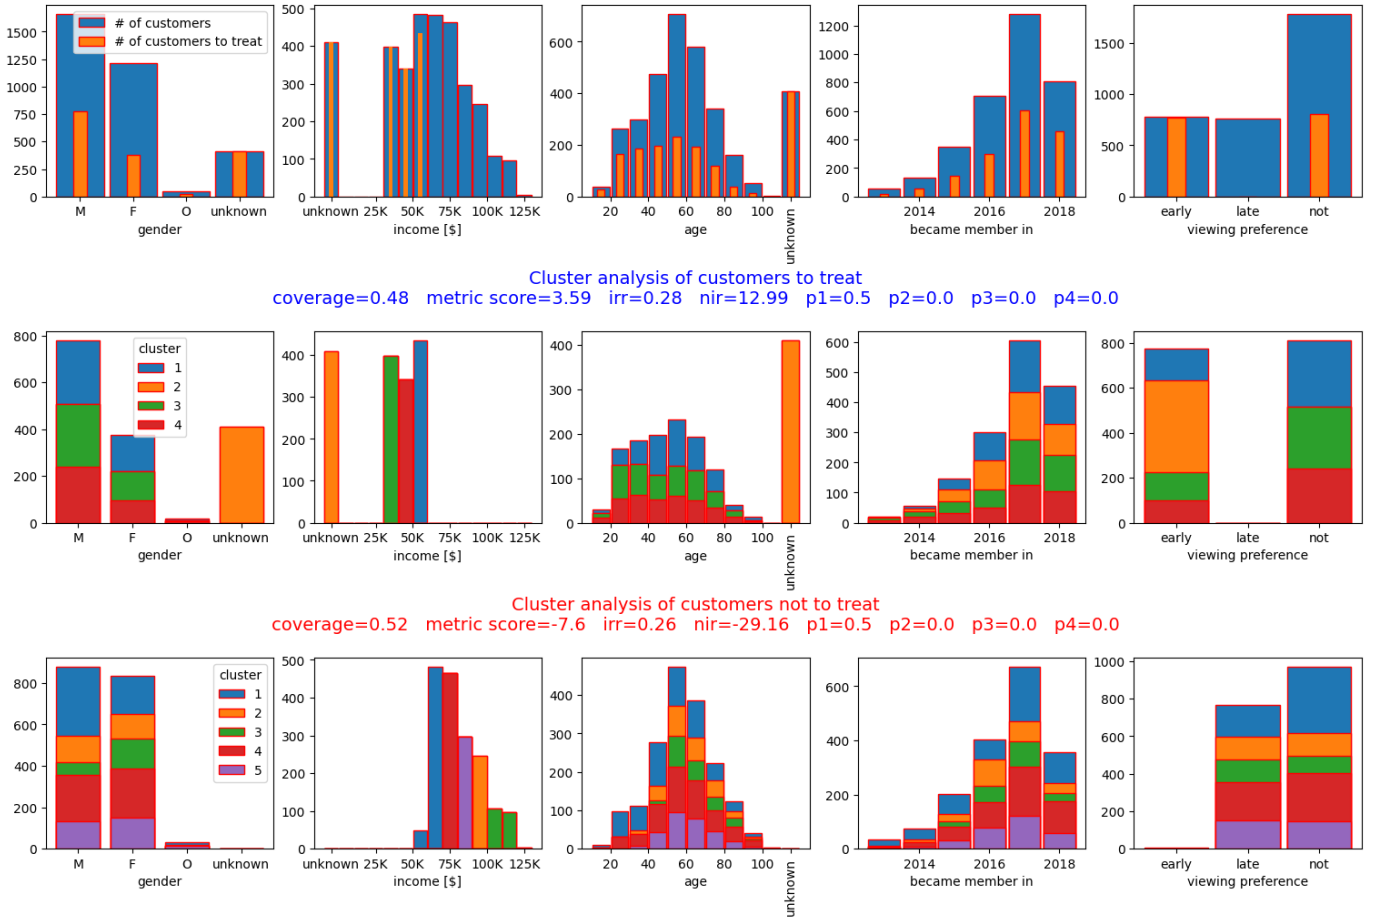 # of customers
# of customers to treat
0 250 500 750 1000 1250 1500 1750
M F O unknown
gender
0 100 200 300 400 500
unknown 25K 50K 75K 100K 125K
income [$]
0 200 400 600
20 40 60 80 100 unknown
age
0 200 400 600 800 1000 1200
2014 2016 2018
became member in
0 500 1000 1500
early late not
viewing preference
Cluster analysis of customers to treat
coverage=0.48 metric score=3.59 irr=0.28 nir=12.99 p1=0.5 p2=0.0 p3=0.0 p4=0.0
0 200 400 600 800
cluster
1
2
3
4
M F O unknown
gender
0 100 200 300 400
unknown 25K 50K 75K 100K 125K
income [$]
0 100 200 300 400
20 40 60 80 100 unknown
age
0 100 200 300 400 500 600
2014 2016 2018
became member in
0 200 400 600 800
early late not
viewing preference
Cluster analysis of customers not to treat
coverage=0.52 metric score=-7.6 irr=0.26 nir=-29.16 p1=0.5 p2=0.0 p3=0.0 p4=0.0
0 200 400 600 800
cluster
1
2
3
4
5
M F O unknown
gender
0 100 200 300 400 500
unknown 25K 50K 75K 100K 125K
income [$]
0 100 200 300 400
20 40 60 80 100 unknown
age
0 200 400 600
2014 2016 2018
became member in
0 200 400 600 800 1000
early late not
viewing preference